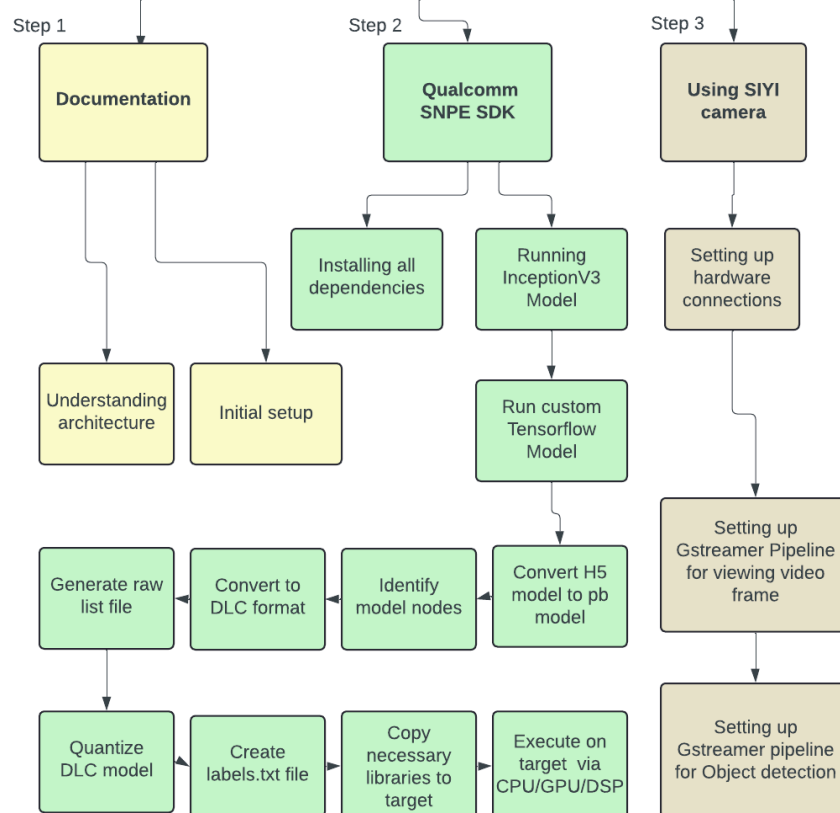 Step 1
Step 2
Step 3
Documentation
Qualcomm
SNPE SDK
Using SIYI
camera
Installing all
dependencies
Running
InceptionV3
Model
Setting up
hardware
connections
Understanding
architecture
Initial setup
Run custom
Tensorflow
Model
Setting up
Gstreamer Pipeline
for viewing video
frame
Generate raw
list file
Convert to
DLC format
Identify
model nodes
Convert H5
model to pb
model
Quantize
DLC model
Create
labels.txt file
Copy
necessary
libraries to
target
Execute on
target via
CPU/GPU/DSP
Setting up
Gstreamer pipeline
for Object detection